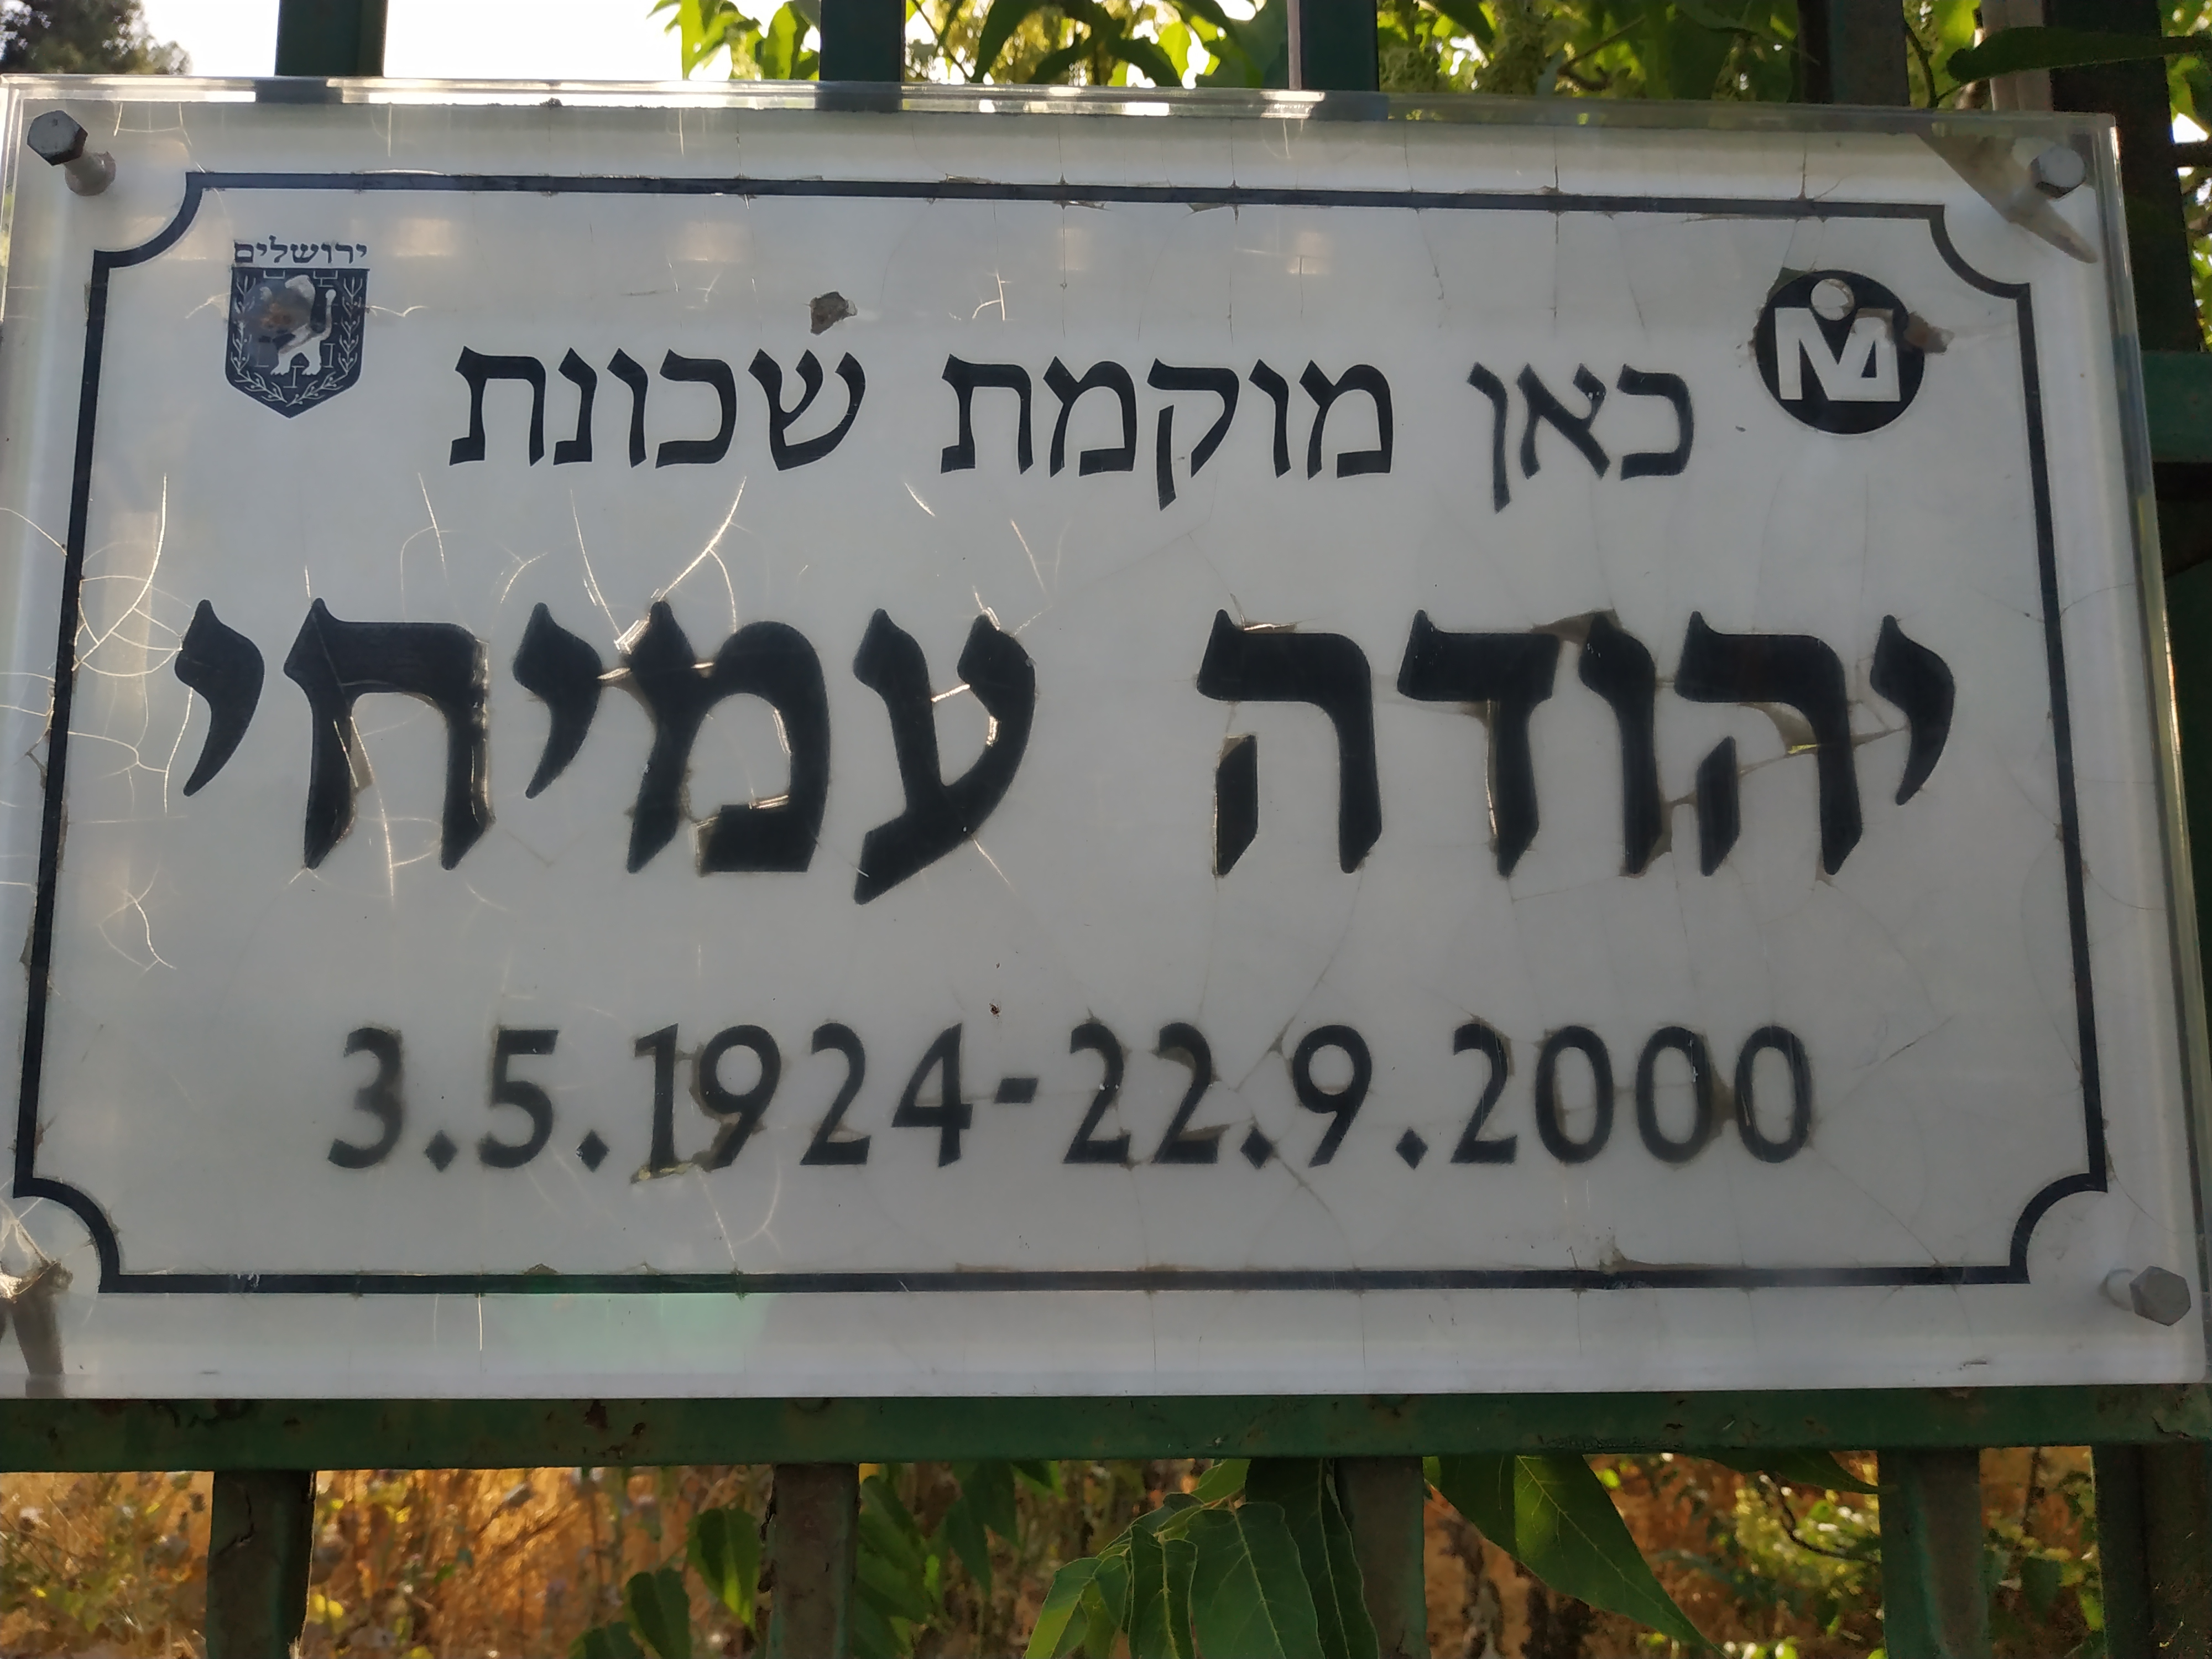 ירושלים
כאן מוקמת שכונת
יהודה עמיחי
3.5.1924-22.9.2000